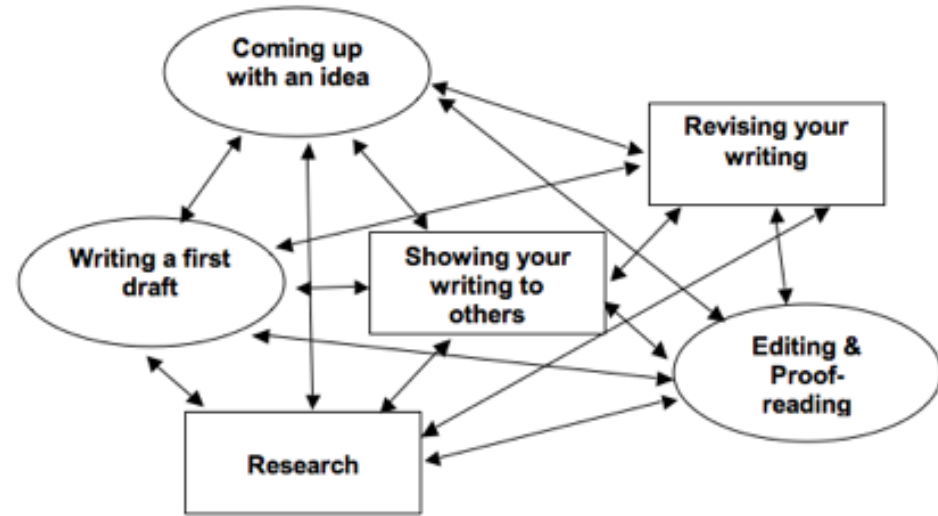 Coming up
with an idea
Revising your
writing
Writing a first
draft
Showing your
writing to
others
Editing &
Proof-
reading
Research